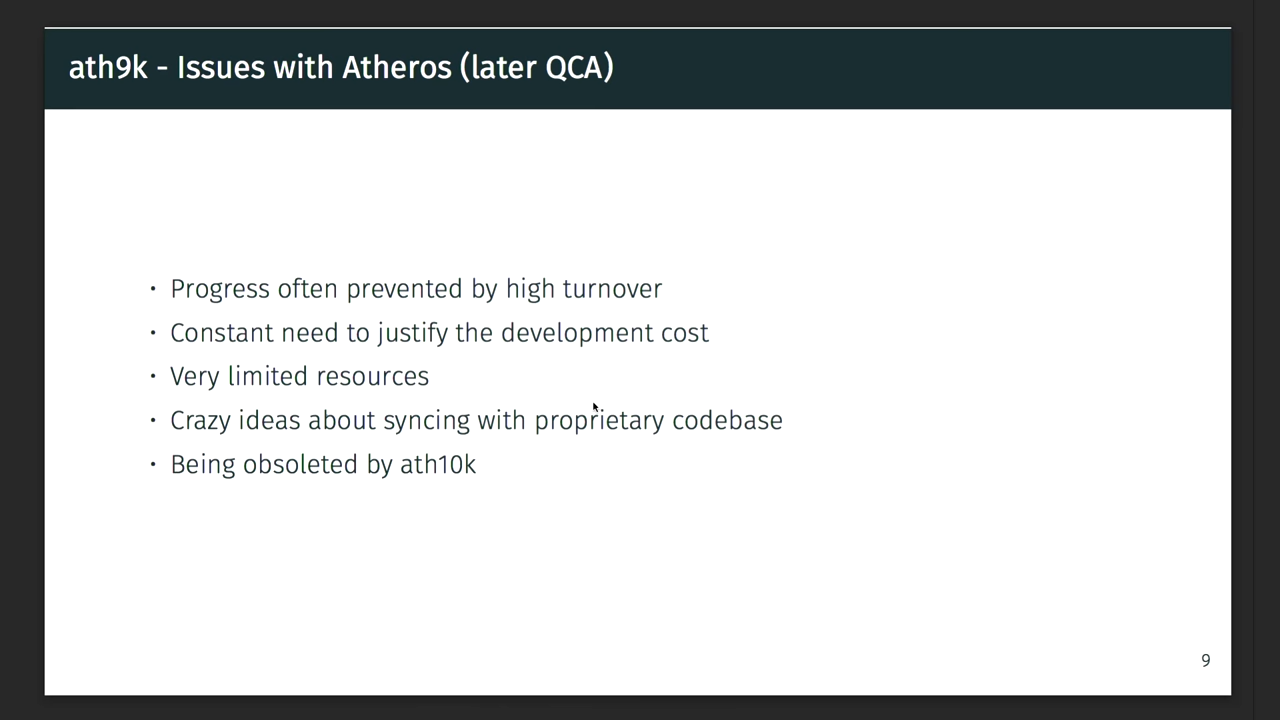 ath9k - Issues with Atheros (later QCA)
• Progress often prevented by high turnover
• Constant need to justify the development cost
• Very limited resources
• Crazy ideas about syncing with proprietary codebase
• Being obsoleted by ath10k
9